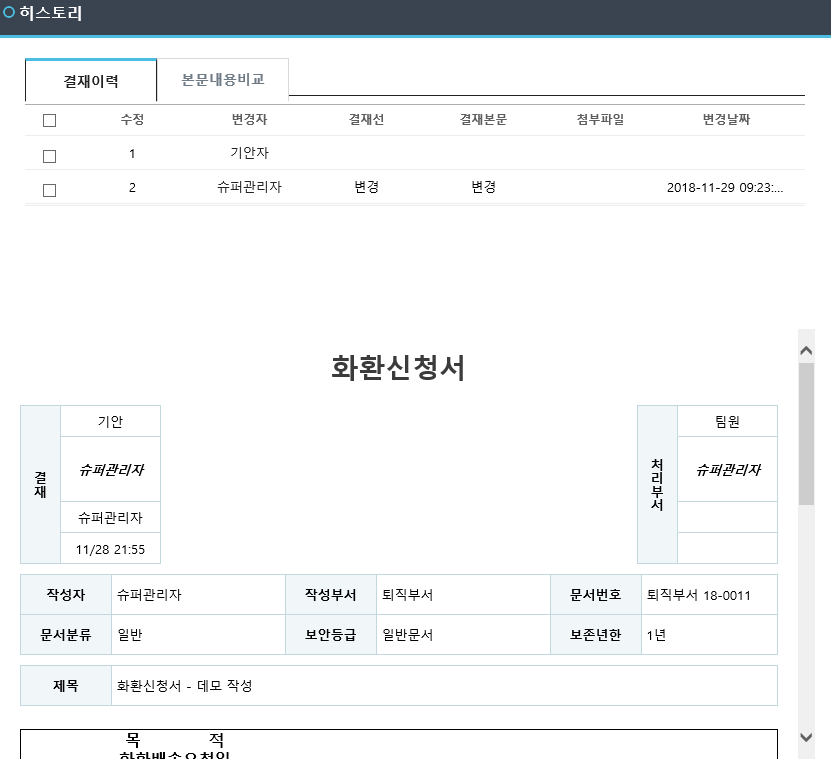 히스토리
결재이력 본문내용비교
수정 변경자 결재선 결재본문 첨부파일 변경날짜
1 기안자
2 슈퍼관리자 변경 변경 2018-11-29 09:23:...
화환신청서
결재
기안
슈퍼관리자
슈퍼관리자
11/28 21:55
처리부서
팀원
슈퍼관리자
작성자 슈퍼관리자 작성부서 퇴직부서 문서번호 퇴직부서 18-0011
문서분류 일반 보안등급 일반문서 보존년한 1년
제목 화환신청서 - 데모 작성
목 적